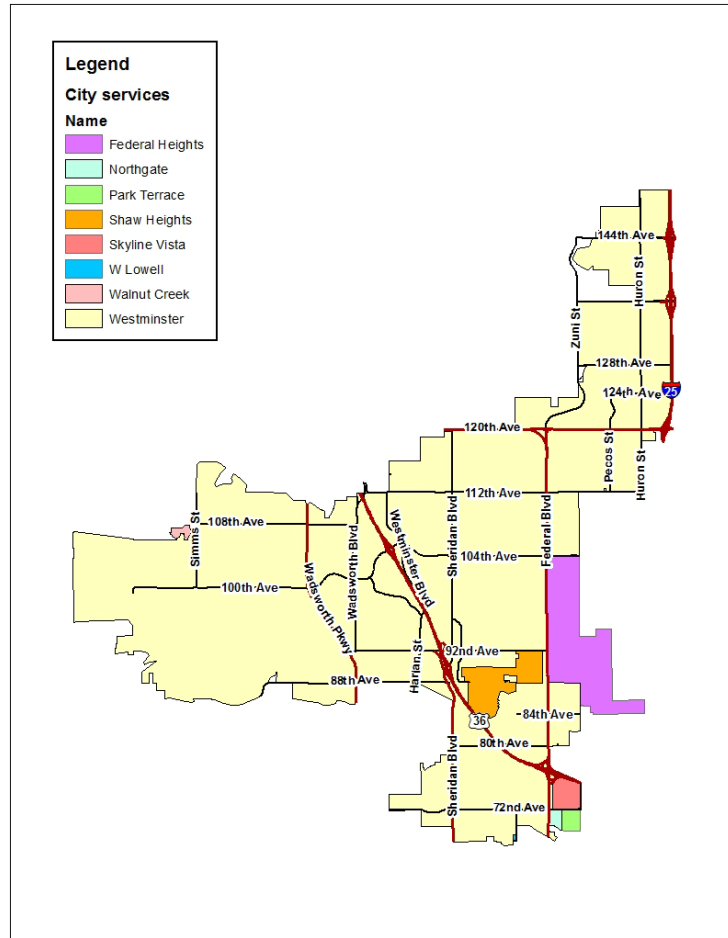 Legend
City services
Name
Federal Heights
Northgate
Park Terrace
Shaw Heights
Skyline Vista
W Lowell
Walnut Creek
Westminster
144th Ave
Huron St
Zuni St
128th Ave
124th Ave
25
120th Ave
Pecos St
Huron St
112th Ave
Simms St
108th Ave
Wadsworth Blvd
Westminster Blvd
Sheridan Blvd
Federal Blvd
104th Ave
100th Ave
Wadsworth Pkwy
Harlan St
92nd Ave
88th Ave
84th Ave
36
80th Ave
Sheridan Blvd
72nd Ave